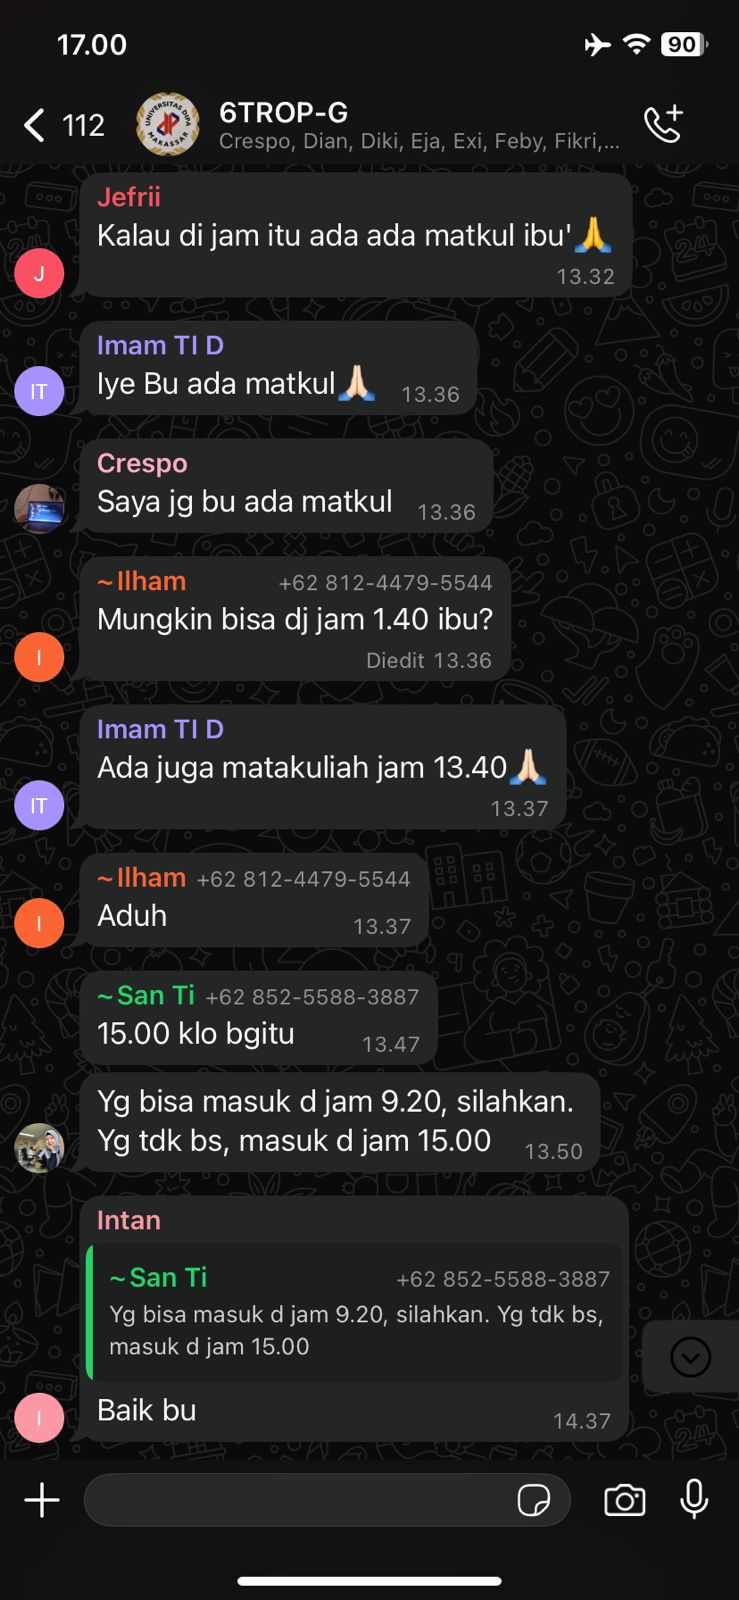 17.00
90
112
6TROP-G
Crespo, Dian, Diki, Eja, Exi, Feby, Fikri,...
UNIVERSITAS DIPA MAKASSAR
Jefrii
Kalau di jam itu ada ada matkul ibu'🙏
13.32
J
Imam TI D
Iye Bu ada matkul🙏🏻 13.36
IT
Crespo
Saya jg bu ada matkul 13.36
~Ilham +62 812-4479-5544
Mungkin bisa dj jam 1.40 ibu?
Diedit 13.36
I
Imam TI D
Ada juga matakuliah jam 13.40🙏🏻
13.37
IT
~Ilham +62 812-4479-5544
Aduh 13.37
I
~San Ti +62 852-5588-3887
15.00 klo bgitu 13.47
Yg bisa masuk d jam 9.20, silahkan.
Yg tdk bs, masuk d jam 15.00 13.50
Intan
~San Ti +62 852-5588-3887
Yg bisa masuk d jam 9.20, silahkan. Yg tdk bs,
masuk d jam 15.00
Baik bu 14.37
I